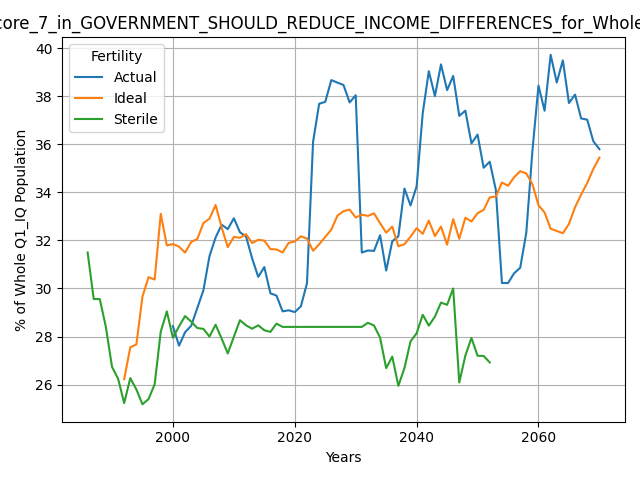 core_7_in_GOVERNMENT_SHOULD_REDUCE_INCOME_DIFFERENCES_for_Whole
40
38
36
34
32
30
28
26
% of Whole Q1_IQ Population
Fertility
Actual
Ideal
Sterile
2000
2020
2040
2060
Years